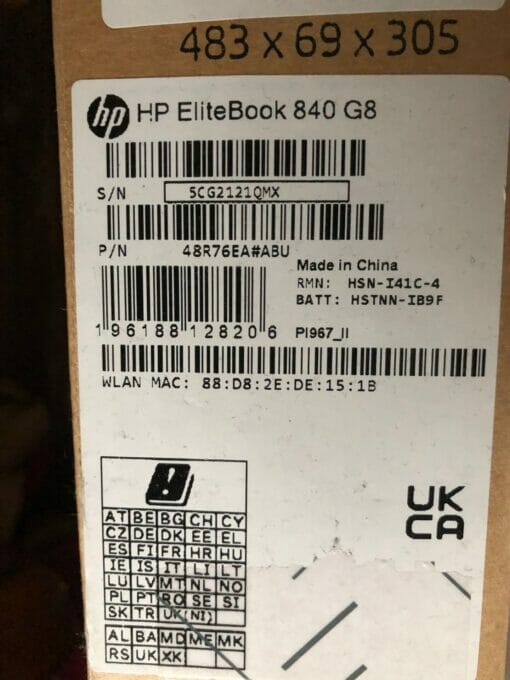 483 x 69 x 305
hp HP EliteBook 840 G8
S/N 5CG2121QMX
P/N 48R76EA#ABU
Made in China
RMN: HSN-I41C-4
BATT: HSTNN-IB9F
1 96188 12820 6 PI967_II
WLAN MAC: 88:D8:2E:DE:15:1B
!
AT BE BG CH CY
CZ DE DK EE EL
ES FI FR HR HU
IE IS IT LI LT
LU LV MT NL NO
PL PT RO SE SI
SK TR UK(NI)
AL BA MD ME MK
RS UK XK
UK
CA